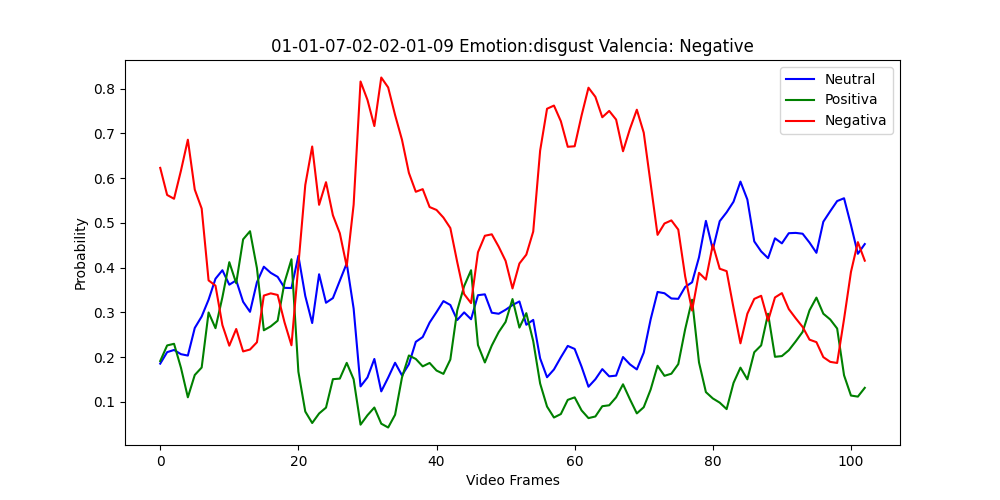 01-01-07-02-02-01-09 Emotion:disgust Valencia: Negative
Neutral
Positiva
Negativa
Probability
0.8
0.7
0.6
0.5
0.4
0.3
0.2
0.1
0 20 40 60 80 100
Video Frames